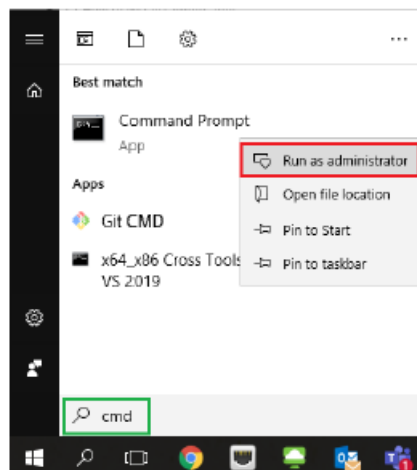 Best match
Command Prompt
App
Run as administrator
Apps
Open file location
Git CMD
Pin to Start
x64_x86 Cross Tools
Pin to taskbar
VS 2019
cmd